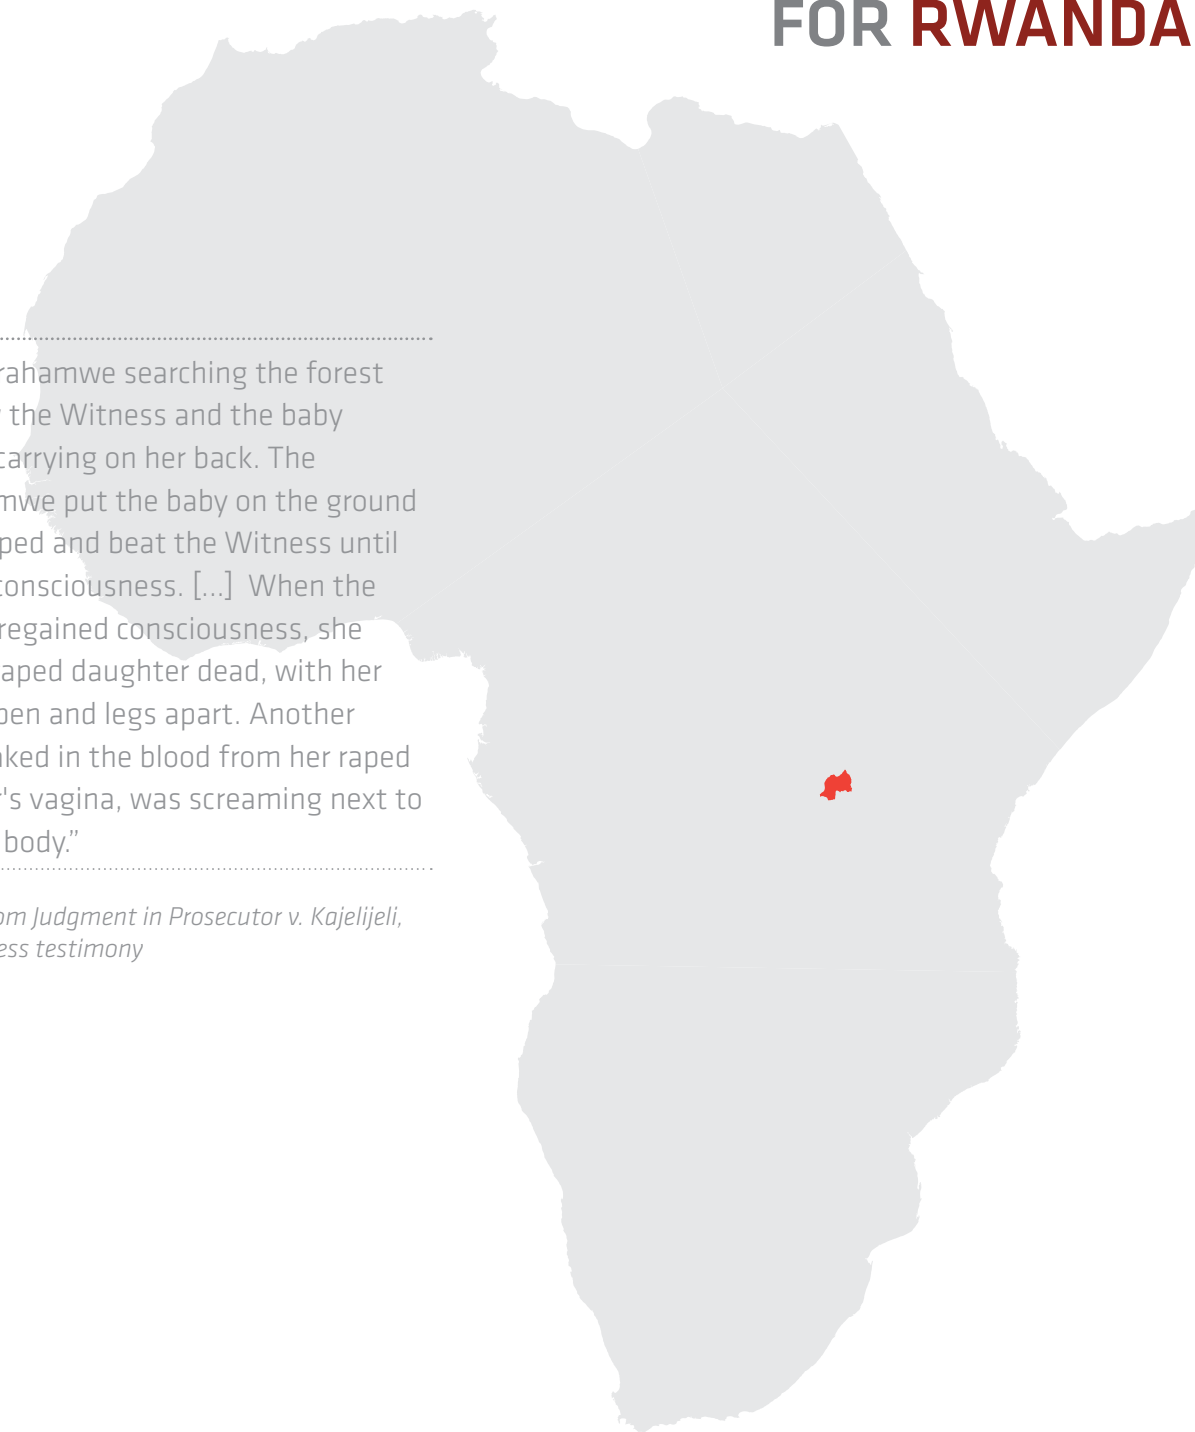 FOR RWANDA
rahamwe searching the forest
the Witness and the baby
carrying on her back. The
mwe put the baby on the ground
ped and beat the Witness until
consciousness. [...] When the
regained consciousness, she
aped daughter dead, with her
pen and legs apart. Another
ked in the blood from her raped
r's vagina, was screaming next to
body.”
om Judgment in Prosecutor v. Kajelijeli,
ess testimony